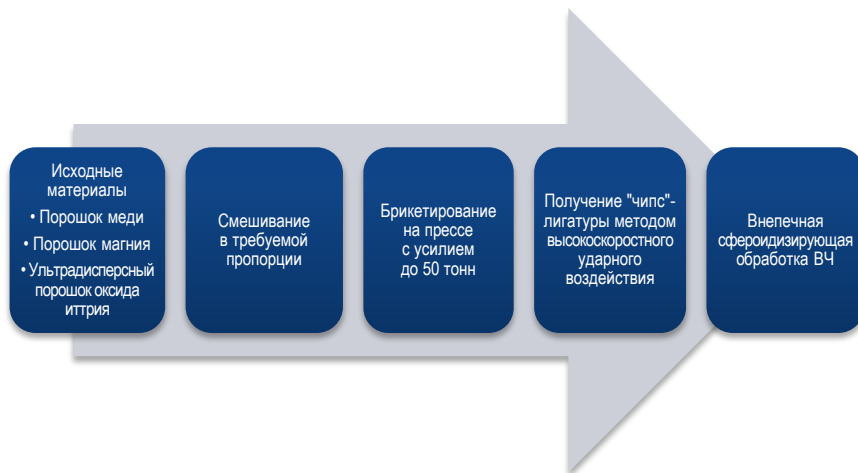 Исходные
материалы
• Порошок меди
• Порошок магния
• Ультрадисперсный
порошок оксида
иттрия
Смешивание
в требуемой
пропорции
Брикетирование
на прессе
с усилием
до 50 тонн
Получение "чипс"-
лигатуры методом
высокоскоростного
ударного
воздействия
Внепечная
сфероидизирующая
обработка ВЧ